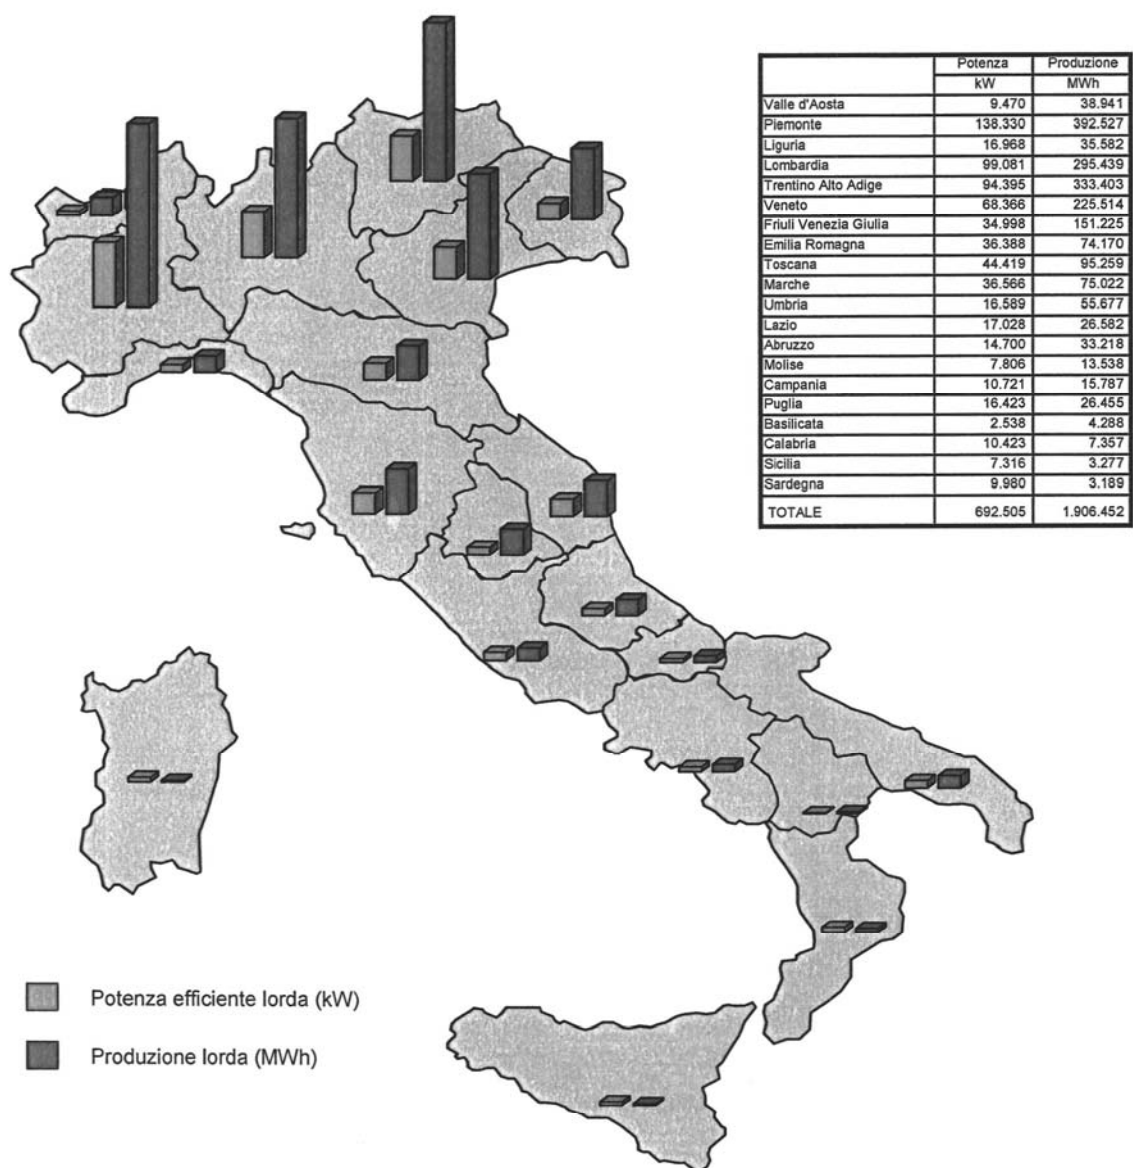 Potenza Produzione
kW MWh
Valle d'Aosta 9.470 38.941
Piemonte 138.330 392.527
Liguria 16.968 35.582
Lombardia 99.081 295.439
Trentino Alto Adige 94.395 333.403
Veneto 68.366 225.514
Friuli Venezia Giulia 34.998 151.225
Emilia Romagna 36.388 74.170
Toscana 44.419 95.259
Marche 36.566 75.022
Umbria 16.589 55.677
Lazio 17.028 26.582
Abruzzo 14.700 33.218
Molise 7.806 13.538
Campania 10.721 15.787
Puglia 16.423 26.455
Basilicata 2.538 4.288
Calabria 10.423 7.357
Sicilia 7.316 3.277
Sardegna 9.980 3.189
TOTALE 692.505 1.906.452
Potenza efficiente lorda (kW)
Produzione lorda (MWh)